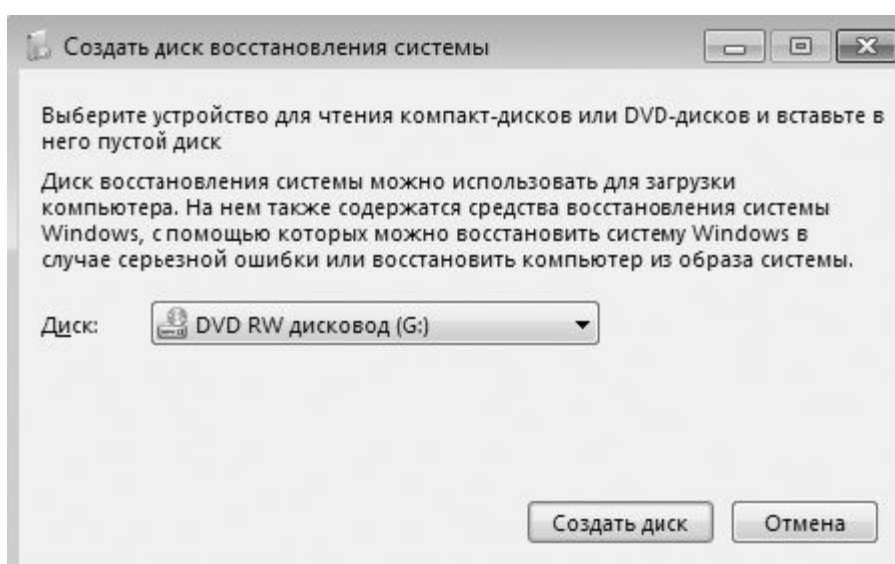 Создать диск восстановления системы
Выберите устройство для чтения компакт-дисков или DVD-дисков и вставьте в
него пустой диск
Диск восстановления системы можно использовать для загрузки
компьютера. На нем также содержатся средства восстановления системы
Windows, с помощью которых можно восстановить систему Windows в
случае серьезной ошибки или восстановить компьютер из образа системы.
Диск: DVD RW дисковод (G:)
Создать диск Отмена